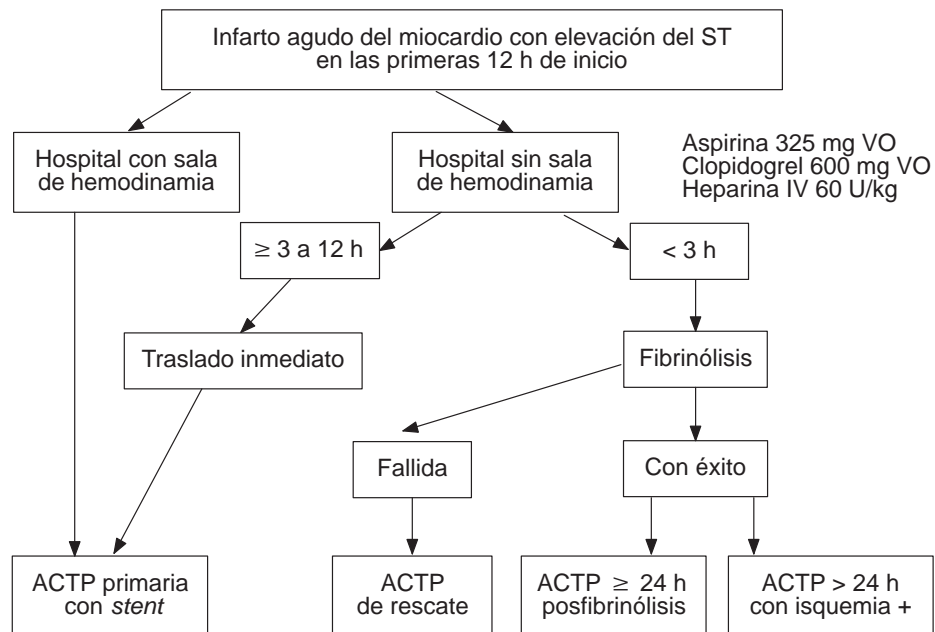 Infarto agudo del miocardio con elevación del ST
en las primeras 12 h de inicio
Hospital con sala
de hemodinamia
Hospital sin sala
de hemodinamia
Aspirina 325 mg VO
Clopidogrel 600 mg VO
Heparina IV 60 U/kg
≥ 3 a 12 h
< 3 h
Traslado inmediato
Fibrinólisis
Fallida
Con éxito
ACTP primaria
con stent
ACTP
de rescate
ACTP ≥ 24 h
posfibrinólisis
ACTP > 24 h
con isquemia +